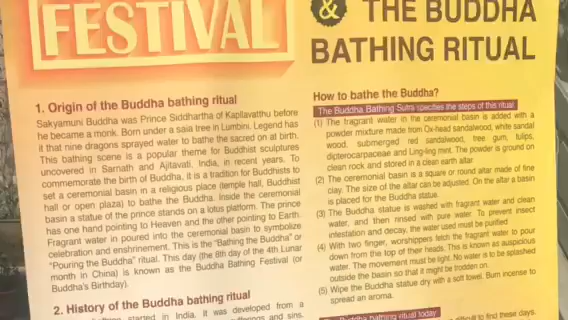 FESTIVAL
& THE BUDDHA
BATHING RITUAL
1. Origin of the Buddha bathing ritual
Sakyamuni Buddha was Prince Siddhartha of Kapilavatthu before
he became a monk. Born under a sala tree in Lumbini. Legend has
it that nine dragons sprayed water to bathe the sacred on at birth.
This bathing scene is a popular theme for Buddhist sculptures
uncovered in Sarnath and Ajitavati, India, in recent years. To
commemorate the birth of Buddha, it is a tradition for Buddhists to
set a ceremonial basin in a religious place (temple hall, Buddhist
hall or open plaza) to bathe the Buddha. Inside the ceremonial
basin a statue of the prince stands on a lotus platform. The prince
has one hand pointing to Heaven and the other pointing to Earth.
Fragrant water in poured into the ceremonial basin to symbolize
celebration and enshrinement. This is the "Bathing the Buddha" or
"Pouring the Buddha" ritual. This day (the 8th day of the 4th Lunar
month in China) is known as the Buddha Bathing Festival (or
Buddha's Birthday).
2. History of the Buddha bathing ritual
started in India. It was developed from a
and sins,
How to bathe the Buddha?
The Buddha Bathing Sutra specifies the steps of this ritual
(1) The fragrant water in the ceremonial basin is added with a
powder mixture made from Ox-head sandalwood, white sandal
wood, submerged red sandalwood, tree gum, tulips,
dipterocarpaceae and Ling-ling mint. The powder is ground on
clean rock and stored in a clean earth altar.
(2) The ceremonial basin is a square or round altar made of fine
clay. The size of the altar can be adjusted. On the altar a basin
is placed for the Buddha statue.
(3) The Buddha statue is washed with fragrant water and clean
water, and then rinsed with pure water. To prevent insect
infestation and decay, the water used must be purified.
(4) With two finger, worshippers fetch the fragrant water to pour
down from the top of their heads. This is known as auspicious
water. The movement must be light. No water is to be splashed
outside the basin so that it might be trodden on.
(5) Wipe the Buddha statue dry with a soft towel. Burn incense to
spread an aroma.
Buddha bathing ritual today
difficult to find these days.